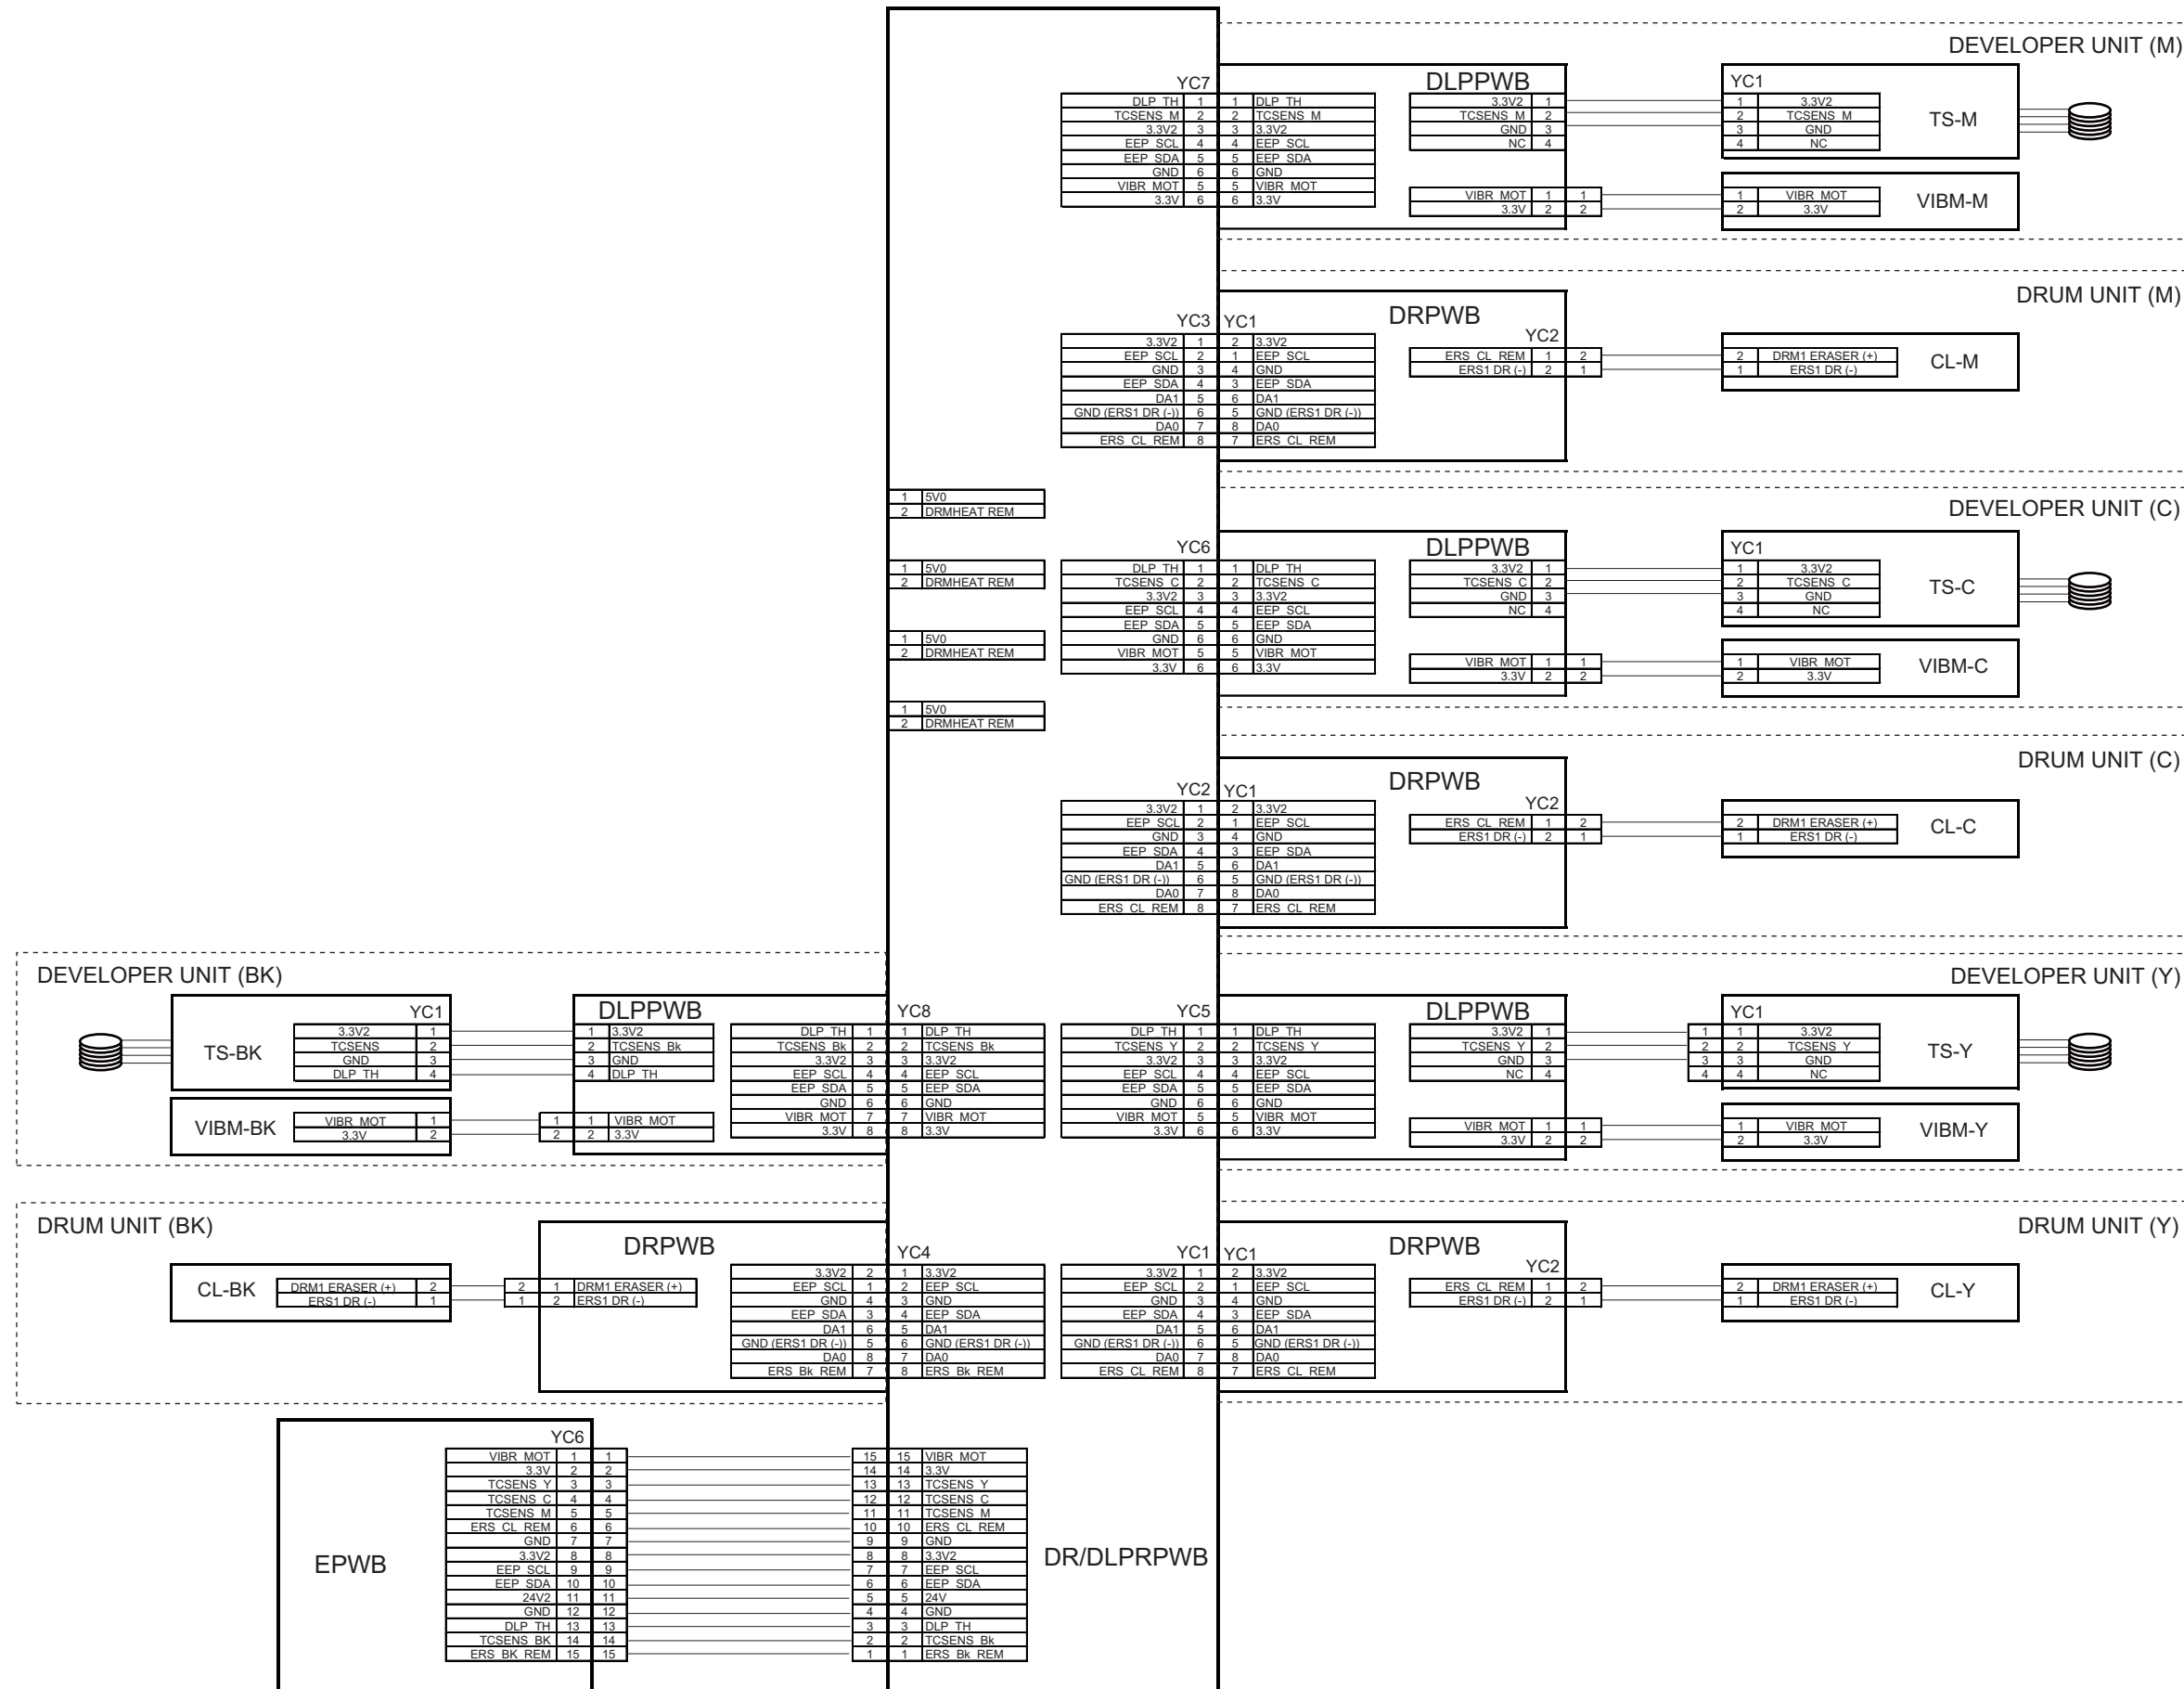 DEVELOPER UNIT (M)
YC7
DLPPWB
YC1
DLP_TH 1 1 DLP_TH
TCSENS_M 2 2 TCSENS_M
3.3V2 3 3 3.3V2
EEP_SCL 4 4 EEP_SCL
EEP_SDA 5 5 EEP_SDA
GND 6 6 GND
VIBR_MOT 5 5 VIBR_MOT
3.3V 6 6 3.3V
3.3V2 1
TCSENS_M 2
GND 3
NC 4
1 3.3V2
2 TCSENS_M
3 GND
4 NC
TS-M
VIBR_MOT 1 1
3.3V 2 2
1 VIBR_MOT
2 3.3V
VIBM-M
DRUM UNIT (M)
YC3 YC1
DRPWB
YC2
3.3V2 1 2 3.3V2
EEP_SCL 2 1 EEP_SCL
GND 3 4 GND
EEP_SDA 4 3 EEP_SDA
DA1 5 6 DA1
GND (ERS1 DR (-)) 6 5 GND (ERS1 DR (-))
DA0 7 8 DA0
ERS_CL_REM 8 7 ERS_CL_REM
ERS_CL_REM 1 2
ERS1 DR (-) 2 1
2 DRM1 ERASER (+)
1 ERS1 DR (-)
CL-M
1 5V0
2 DRMHEAT REM
1 5V0
2 DRMHEAT REM
1 5V0
2 DRMHEAT REM
1 5V0
2 DRMHEAT REM
DEVELOPER UNIT (C)
YC6
DLPPWB
YC1
DLP_TH 1 1 DLP_TH
TCSENS_C 2 2 TCSENS_C
3.3V2 3 3 3.3V2
EEP_SCL 4 4 EEP_SCL
EEP_SDA 5 5 EEP_SDA
GND 6 6 GND
VIBR_MOT 5 5 VIBR_MOT
3.3V 6 6 3.3V
3.3V2 1
TCSENS_C 2
GND 3
NC 4
1 3.3V2
2 TCSENS_C
3 GND
4 NC
TS-C
VIBR_MOT 1 1
3.3V 2 2
1 VIBR_MOT
2 3.3V
VIBM-C
DRUM UNIT (C)
YC2 YC1
DRPWB
YC2
3.3V2 1 2 3.3V2
EEP_SCL 2 1 EEP_SCL
GND 3 4 GND
EEP_SDA 4 3 EEP_SDA
DA1 5 6 DA1
GND (ERS1 DR (-)) 6 5 GND (ERS1 DR (-))
DA0 7 8 DA0
ERS_CL_REM 8 7 ERS_CL_REM
ERS_CL_REM 1 2
ERS1 DR (-) 2 1
2 DRM1 ERASER (+)
1 ERS1 DR (-)
CL-C
DEVELOPER UNIT (BK)
YC1
DLPPWB
YC8
TS-BK
3.3V2 1
TCSENS 2
GND 3
DLP_TH 4
1 3.3V2
2 TCSENS_Bk
3 GND
4 DLP_TH
DLP_TH 1 1 DLP_TH
TCSENS_Bk 2 2 TCSENS_Bk
3.3V2 3 3 3.3V2
EEP_SCL 4 4 EEP_SCL
EEP_SDA 5 5 EEP_SDA
GND 6 6 GND
VIBR_MOT 7 7 VIBR_MOT
3.3V 8 8 3.3V
VIBM-BK
VIBR_MOT 1
3.3V 2
1 1 VIBR_MOT
2 2 3.3V
DEVELOPER UNIT (Y)
YC5
DLPPWB
YC1
DLP_TH 1 1 DLP_TH
TCSENS_Y 2 2 TCSENS_Y
3.3V2 3 3 3.3V2
EEP_SCL 4 4 EEP_SCL
EEP_SDA 5 5 EEP_SDA
GND 6 6 GND
VIBR_MOT 5 5 VIBR_MOT
3.3V 6 6 3.3V
3.3V2 1
TCSENS_Y 2
GND 3
NC 4
1 1 3.3V2
2 2 TCSENS_Y
3 3 GND
4 4 NC
TS-Y
VIBR_MOT 1 1
3.3V 2 2
1 VIBR_MOT
2 3.3V
VIBM-Y
DRUM UNIT (BK)
DRPWB
YC4
CL-BK
DRM1 ERASER (+) 2
ERS1 DR (-) 1
2 1 DRM1 ERASER (+)
1 2 ERS1 DR (-)
3.3V2 2 1 3.3V2
EEP_SCL 1 2 EEP_SCL
GND 4 3 GND
EEP_SDA 3 4 EEP_SDA
DA1 6 5 DA1
GND (ERS1 DR (-)) 5 6 GND (ERS1 DR (-))
DA0 8 7 DA0
ERS_Bk_REM 7 8 ERS_Bk_REM
DRUM UNIT (Y)
YC1 YC1
DRPWB
YC2
3.3V2 1 2 3.3V2
EEP_SCL 2 1 EEP_SCL
GND 3 4 GND
EEP_SDA 4 3 EEP_SDA
DA1 5 6 DA1
GND (ERS1 DR (-)) 6 5 GND (ERS1 DR (-))
DA0 7 8 DA0
ERS_CL_REM 8 7 ERS_CL_REM
ERS_CL_REM 1 2
ERS1 DR (-) 2 1
2 DRM1 ERASER (+)
1 ERS1 DR (-)
CL-Y
YC6
VIBR_MOT 1 1 15 15 VIBR_MOT
3.3V 2 2 14 14 3.3V
TCSENS_Y 3 3 13 13 TCSENS_Y
TCSENS_C 4 4 12 12 TCSENS_C
TCSENS_M 5 5 11 11 TCSENS_M
ERS_CL_REM 6 6 10 10 ERS_CL_REM
GND 7 7 9 9 GND
3.3V2 8 8 8 8 3.3V2
EEP_SCL 9 9 7 7 EEP_SCL
EEP_SDA 10 10 6 6 EEP_SDA
24V2 11 11 5 5 24V
GND 12 12 4 4 GND
DLP_TH 13 13 3 3 DLP_TH
TCSENS_BK 14 14 2 2 TCSENS_Bk
ERS_BK_REM 15 15 1 1 ERS_Bk_REM
EPWB
DR/DLPRPWB